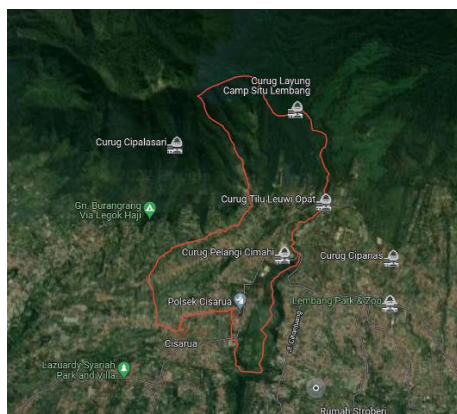 Curug Layung
Camp Situ Lembang
Curug Cipalasari
Curug Tilu Leuwi Opat
Gn. Burangrang
Via Legok Haji
Curug Pelangi Cimahi
Curug Cipanas
Polsek Cisarua
Lembang Park & Zoo
Cisarua
Lazuardy Syariah
Park and Villa
Rumah Stroberi